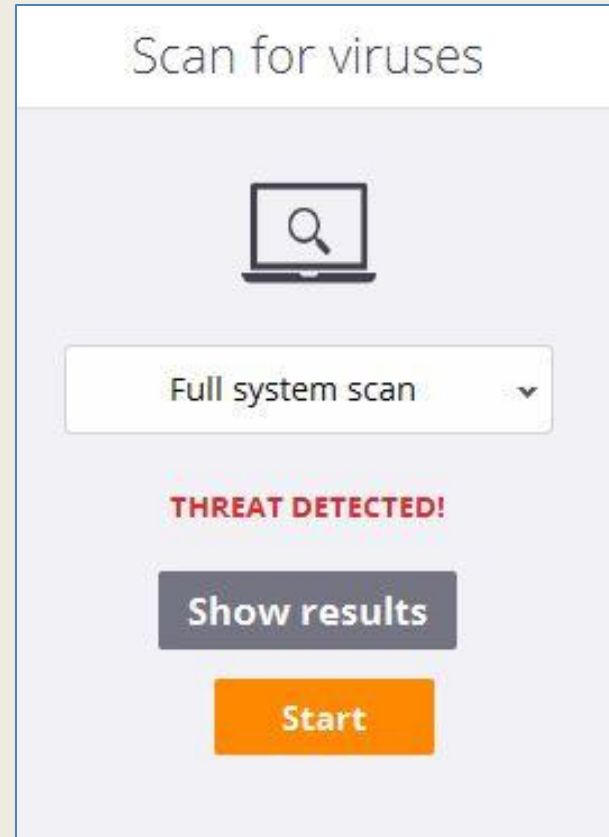 Scan for viruses
Full system scan
THREAT DETECTED!
Show results
Start